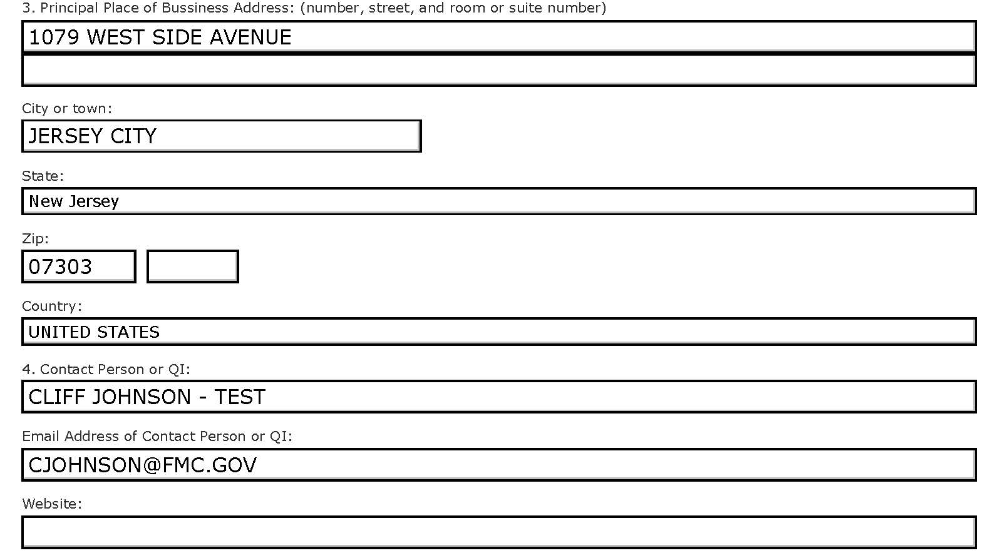 3. Principal Place of Bussiness Address: (number, street, and room or suite number)
1079 WEST SIDE AVENUE
City or town:
JERSEY CITY
State:
New Jersey
Zip:
07303
Country:
UNITED STATES
4. Contact Person or QI:
CLIFF JOHNSON - TEST
Email Address of Contact Person or QI:
CJOHNSON@FMC.GOV
Website: